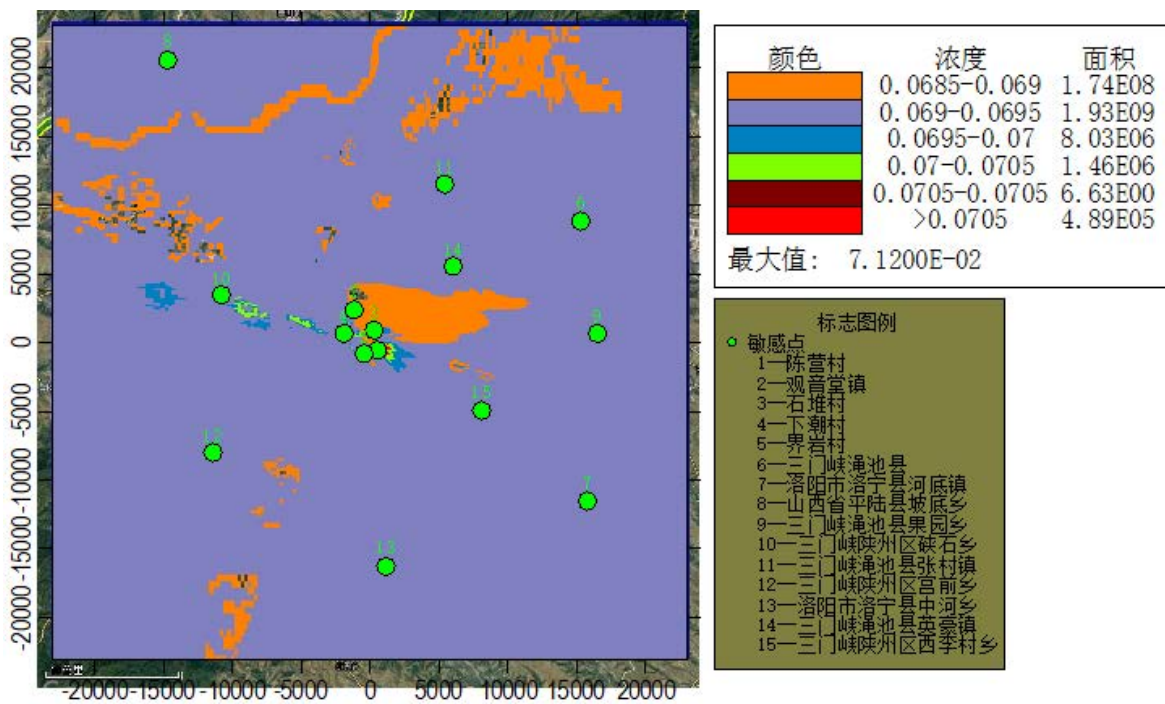 颜色 浓度 面积
0.0685-0.069 1.74E08
0.069-0.0695 1.93E09
0.0695-0.07 8.03E06
0.07-0.0705 1.46E06
0.0705-0.0705 6.63E00
>0.0705 4.89E05
最大值: 7.1200E-02
标志图例
敏感点
1—陈营村
2—观音堂镇
3—石堆村
4—下潮村
5—界岩村
6—三门峡渑池县
7—洛阳市洛宁县河底镇
8—山西省平陆县坡底乡
9—三门峡渑池县果园乡
10—三门峡陕州区硖石乡
11—三门峡渑池县张村镇
12—三门峡陕州区宫前乡
13—洛阳市洛宁县中河乡
14—三门峡渑池县英豪镇
15—三门峡陕州区西李村乡
20000
15000
10000
5000
0
-5000
-10000
-15000
-20000
8
11
6
14
10
9
15
12
7
13
-20000 -15000 -10000 -5000 0 5000 10000 15000 20000